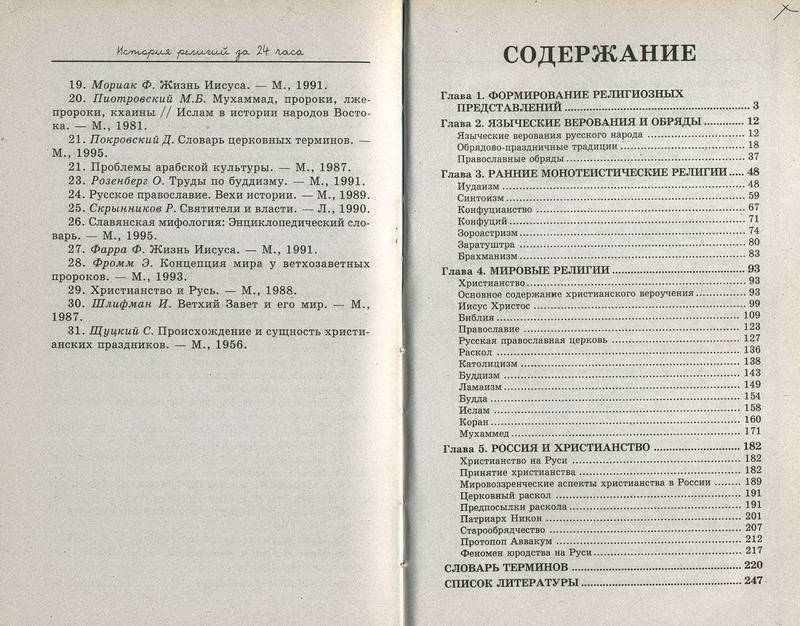 История религий за 24 часа
19. Мориак Ф. Жизнь Иисуса. — М., 1991.
20. Пиотровский М.Б. Мухаммад, пророки, лже-
пророки, кхаины // Ислам в истории народов Восто-
ка. — М., 1981.
21. Покровский Д. Словарь церковных терминов. —
М., 1995.
21. Проблемы арабской культуры. — М., 1987.
23. Розенберг О. Труды по буддизму. — М., 1991.
24. Русское православие. Вехи истории. — М., 1989.
25. Скрынников Р. Святители и власти. — Л., 1990.
26. Славянская мифология: Энциклопедический сло-
варь. — М., 1995.
27. Фарра Ф. Жизнь Иисуса. — М., 1991.
28. Фромм Э. Концепция мира у ветхозаветных
пророков. — М., 1993.
29. Христианство и Русь. — М., 1988.
30. Шлифман И. Ветхий Завет и его мир. — М.,
1987.
31. Щуцкий С. Происхождение и сущность христи-
анских праздников. — М., 1956.
СОДЕРЖАНИЕ
Глава 1. ФОРМИРОВАНИЕ РЕЛИГИОЗНЫХ
ПРЕДСТАВЛЕНИЙ ... 3
Глава 2. ЯЗЫЧЕСКИЕ ВЕРОВАНИЯ И ОБРЯДЫ ... 12
Языческие верования русского народа ... 12
Обрядово-праздничные традиции ... 18
Православные обряды ... 37
Глава 3. РАННИЕ МОНОТЕИСТИЧЕСКИЕ РЕЛИГИИ ... 48
Иудаизм ... 48
Синтоизм ... 59
Конфуцианство ... 67
Конфуций ... 71
Зороастризм ... 74
Заратуштра ... 80
Брахманизм ... 83
Глава 4. МИРОВЫЕ РЕЛИГИИ ... 93
Христианство ... 93
Основное содержание христианского вероучения ... 93
Иисус Христос ... 99
Библия ... 109
Православие ... 123
Русская православная церковь ... 127
Раскол ... 136
Католицизм ... 138
Буддизм ... 143
Ламаизм ... 149
Будда ... 154
Ислам ... 158
Коран ... 160
Мухаммед ... 171
Глава 5. РОССИЯ И ХРИСТИАНСТВО ... 182
Христианство на Руси ... 182
Принятие христианства ... 182
Мировоззренческие аспекты христианства в России ... 189
Церковный раскол ... 191
Предпосылки раскола ... 191
Патриарх Никон ... 201
Старообрядчество ... 207
Протопоп Аввакум ... 212
Феномен юродства на Руси ... 217
СЛОВАРЬ ТЕРМИНОВ ... 220
СПИСОК ЛИТЕРАТУРЫ ... 247